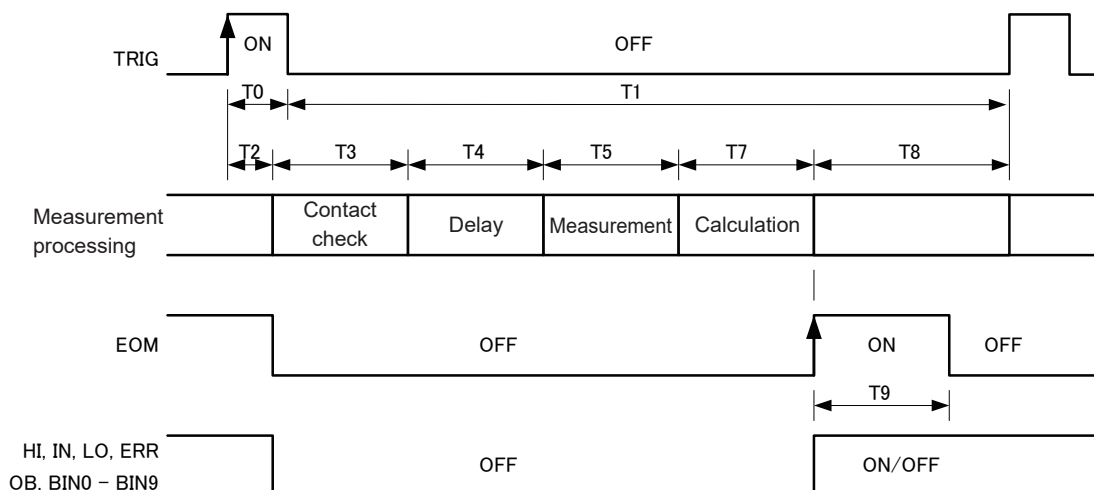 ON
TRIG
OFF
T0
T1
T2
T3
T4
T5
T7
T8
Measurement
processing
Contact
check
Delay
Measurement
Calculation
EOM
OFF
ON
OFF
T9
HI, IN, LO, ERR
OB, BIN0 - BIN9
OFF
ON/OFF